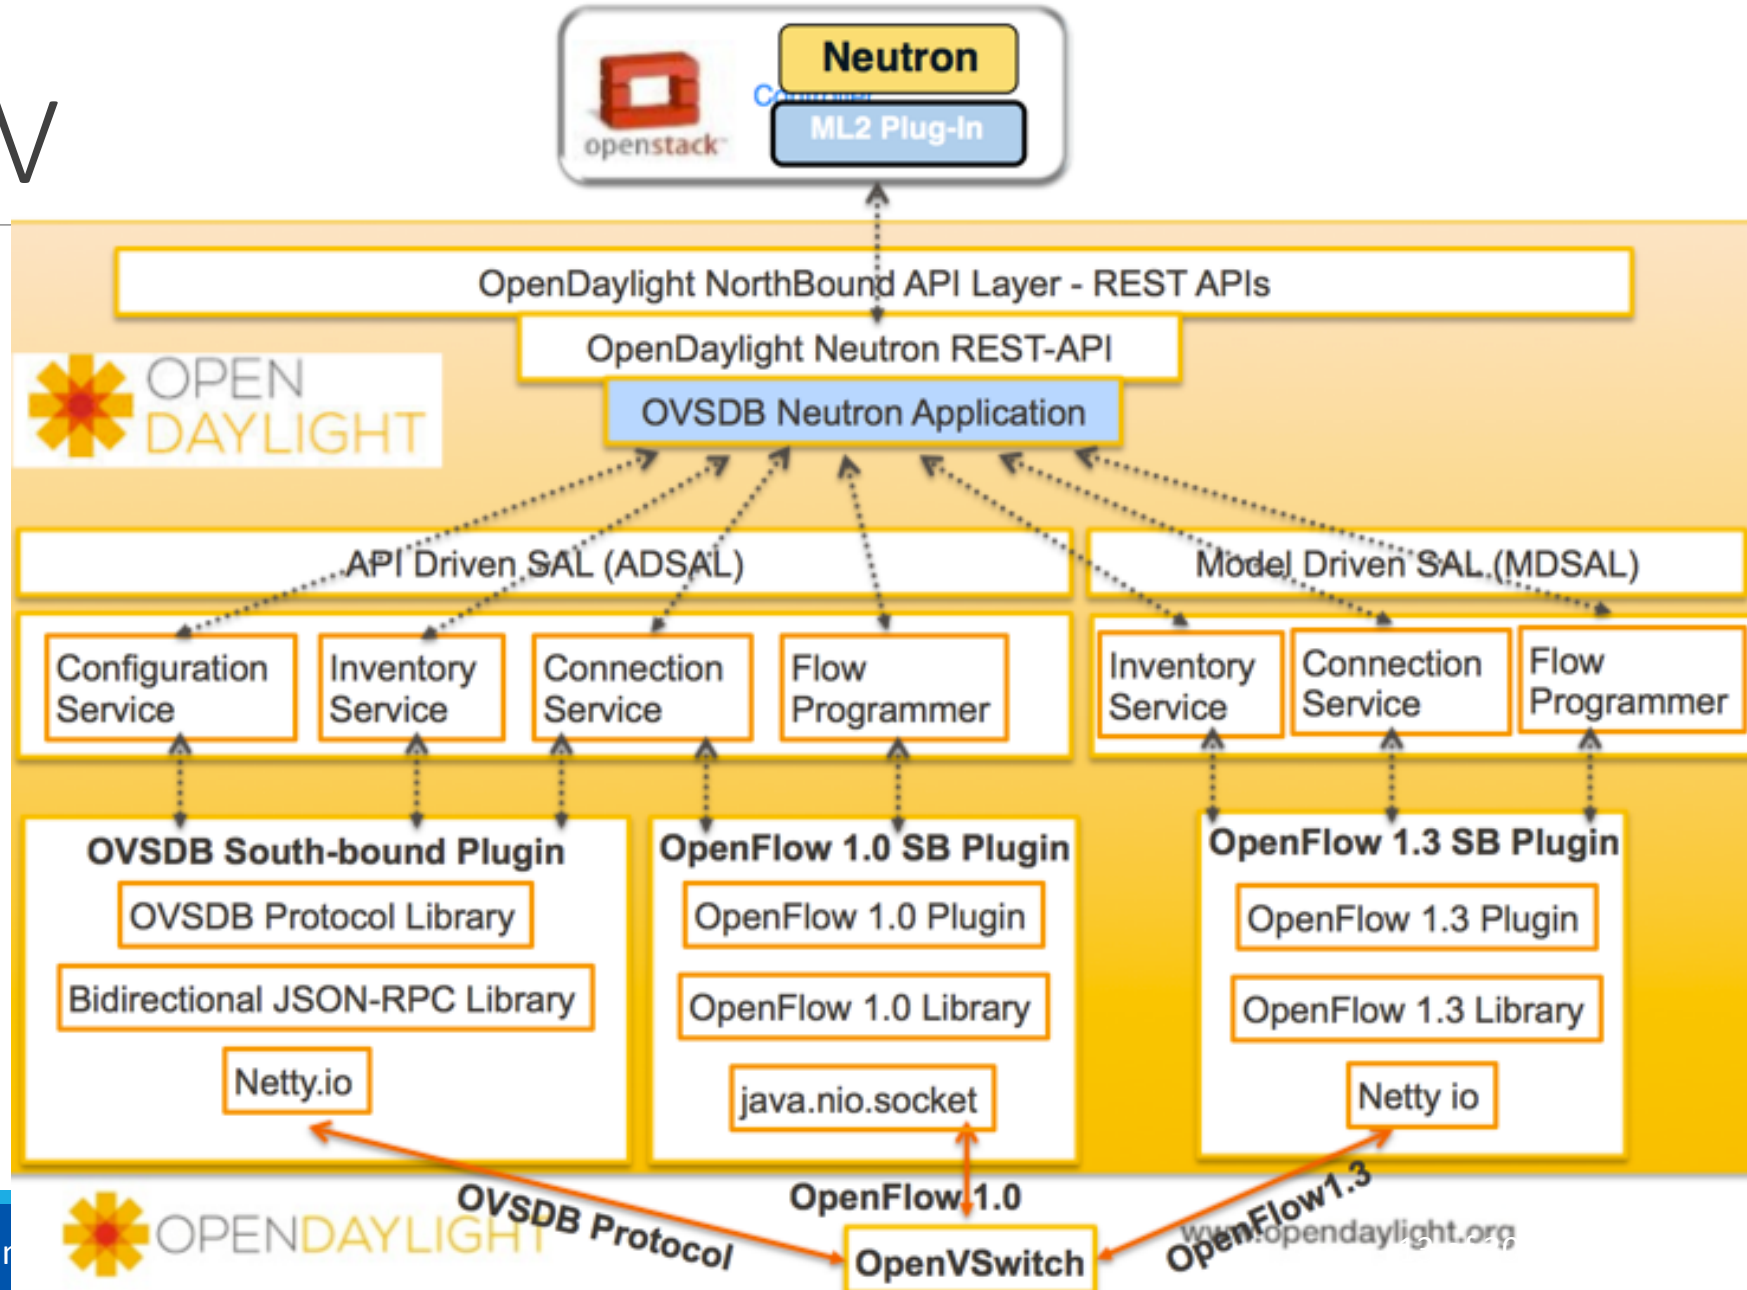 V
Neutron
Controller
ML2 Plug-In
openstack
OpenDaylight NorthBound API Layer - REST APIs
OpenDaylight Neutron REST-API
OPEN
DAYLIGHT
OVSDB Neutron Application
API Driven SAL (ADSAL)
Model Driven SAL (MDSAL)
Configuration
Service
Inventory
Service
Connection
Service
Flow
Programmer
Inventory
Service
Connection
Service
Flow
Programmer
OVSDB South-bound Plugin
OVSDB Protocol Library
Bidirectional JSON-RPC Library
Netty.io
OpenFlow 1.0 SB Plugin
OpenFlow 1.0 Plugin
OpenFlow 1.0 Library
java.nio.socket
OpenFlow 1.3 SB Plugin
OpenFlow 1.3 Plugin
OpenFlow 1.3 Library
Netty io
OVSDB Protocol
OpenFlow 1.0
OpenFlow1.3
OPENDAYLIGHT
OpenVSwitch
www.opendaylight.org